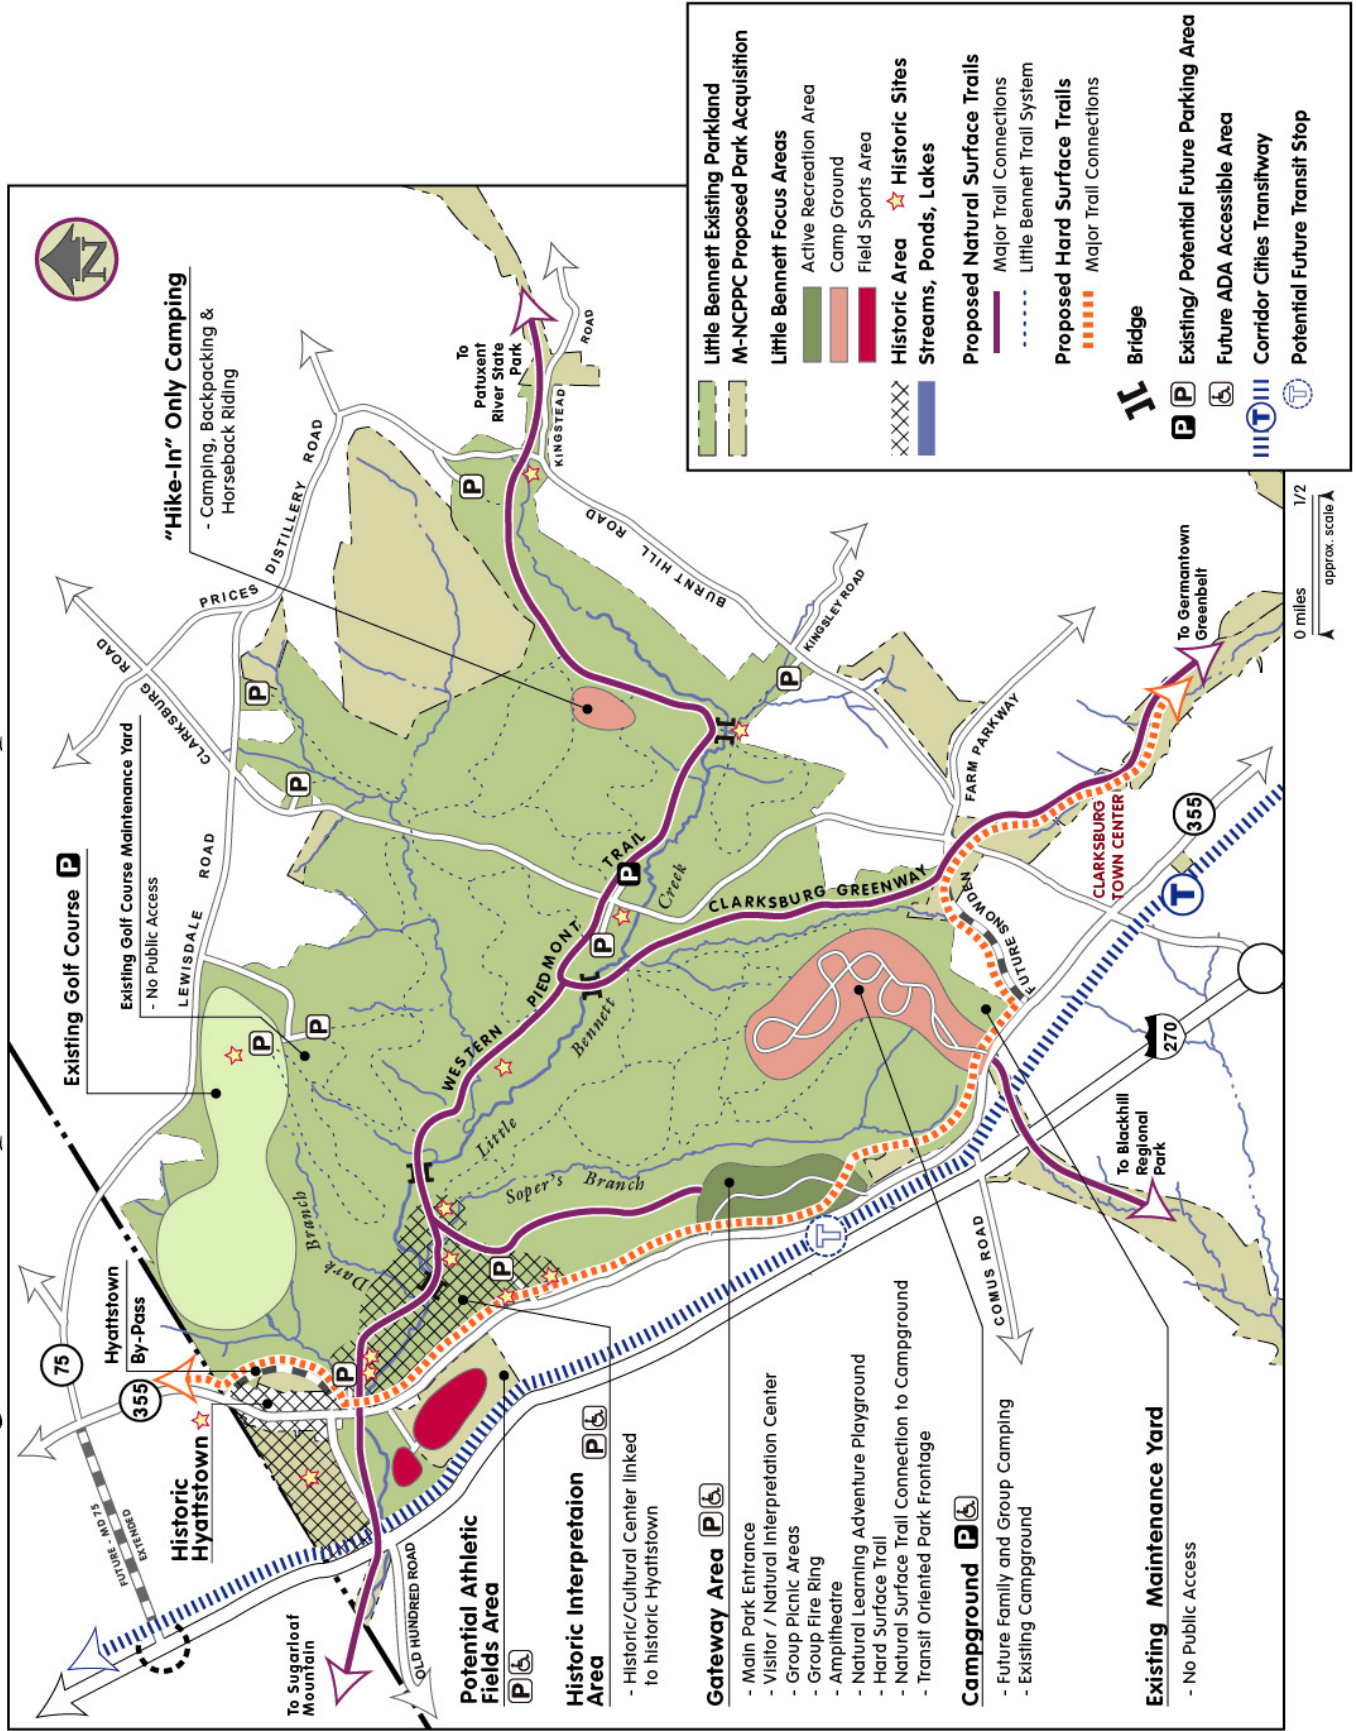 N
"Hike-In" Only Camping
- Camping, Backpacking &
Horseback Riding
Existing Golf Course P
Existing Golf Course Maintenance Yard
- No Public Access
Hyattstown
By-Pass
Historic
Hyattstown
FUTURE - MD 75
EXTENDED
75
355
LEWISDALE ROAD
CLARKSBURG ROAD
PRICES DISTILLERY ROAD
To
Patuxent
River State
Park
KINGSTEAD ROAD
BURNT HILL ROAD
KINGSLEY ROAD
FARM PARKWAY
WESTERN PIEDMONT TRAIL
CLARKSBURG GREENWAY
Little Bennett Creek
Soper's Branch
Dark Branch
P
P
P
P
P
P
P
P
P
P
P
FUTURE SNOWDEN
CLARKSBURG
TOWN CENTER
355
T
T
270
To Germantown
Greenbelt
To Blackhill
Regional
Park
COMUS ROAD
OLD HUNDRED ROAD
To Sugarloaf
Mountain
Potential Athletic
Fields Area
P
Historic Interpretaion
Area P
- Historic/Cultural Center linked
to historic Hyattstown
Gateway Area P
- Main Park Entrance
- Visitor / Natural Interpretation Center
- Group Picnic Areas
- Group Fire Ring
- Ampitheatre
- Natural Learning Adventure Playground
- Hard Surface Trail
- Natural Surface Trail Connection to Campground
- Transit Oriented Park Frontage
Campground P
- Future Family and Group Camping
- Existing Campground
Existing Maintenance Yard
- No Public Access
Little Bennett Existing Parkland
M-NCPPC Proposed Park Acquisition
Little Bennett Focus Areas
Active Recreation Area
Camp Ground
Field Sports Area
Historic Area Historic Sites
Streams, Ponds, Lakes
Proposed Natural Surface Trails
Major Trail Connections
Little Bennett Trail System
Proposed Hard Surface Trails
Major Trail Connections
Bridge
P P Existing/ Potential Future Parking Area
Future ADA Accessible Area
T Corridor Cities Transitway
T Potential Future Transit Stop
0 miles 1/2
approx. scale